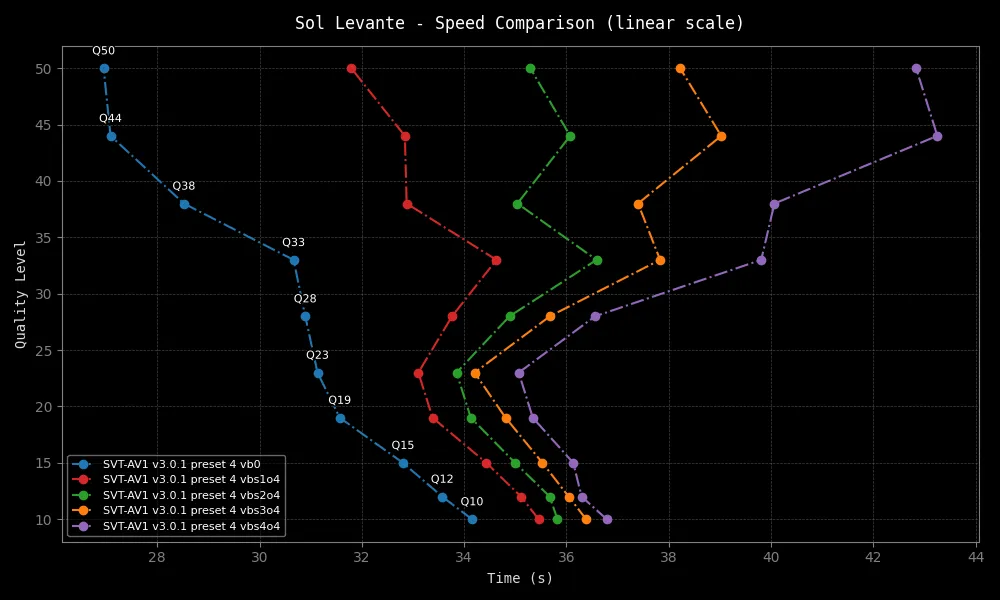 Sol Levante - Speed Comparison (linear scale)
Q50
50
Q44
45
40
Q38
35
Q33
30
Q28
25
Q23
20
Q19
15
Q15
Q12
Q10
10
Quality Level
SVT-AV1 v3.0.1 preset 4 vb0
SVT-AV1 v3.0.1 preset 4 vbs1o4
SVT-AV1 v3.0.1 preset 4 vbs2o4
SVT-AV1 v3.0.1 preset 4 vbs3o4
SVT-AV1 v3.0.1 preset 4 vbs4o4
28 30 32 34 36 38 40 42 44
Time (s)